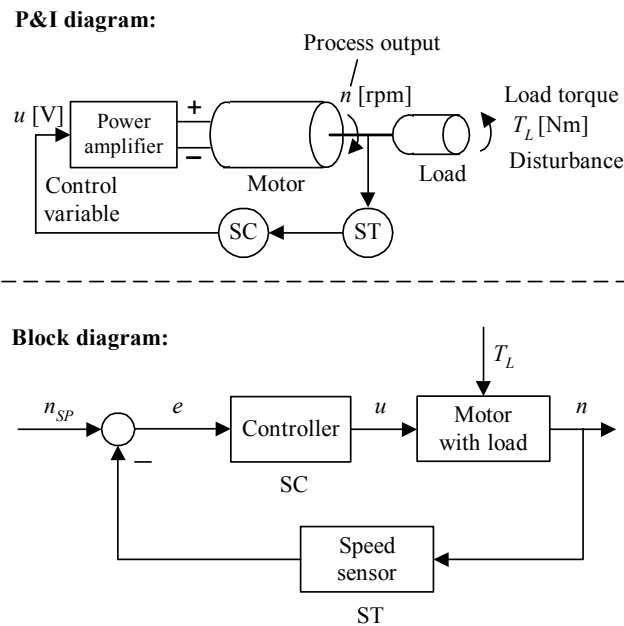 P&I diagram:
Process output
u [V]
Power
amplifier
+
−
n [rpm]
Load torque
T_L [Nm]
Disturbance
Motor
Load
Control
variable
SC
ST
Block diagram:
T_L
n_SP
e
Controller
u
Motor
with load
n
−
SC
Speed
sensor
ST